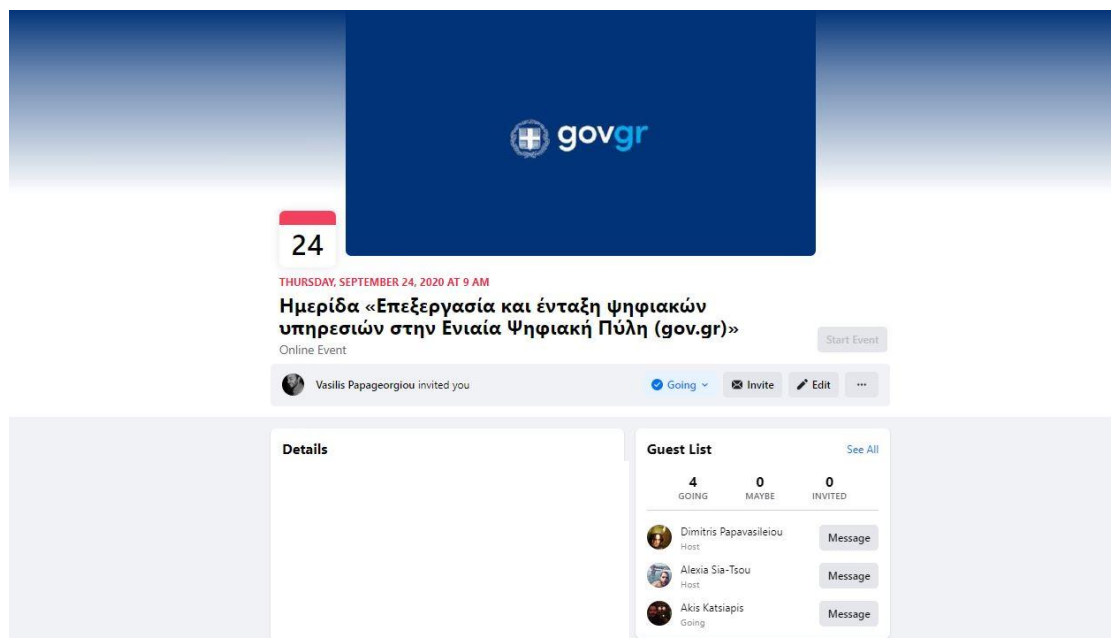 govgr
24
THURSDAY, SEPTEMBER 24, 2020 AT 9 AM
Ημερίδα «Επεξεργασία και ένταξη ψηφιακών
υπηρεσιών στην Ενιαία Ψηφιακή Πύλη (gov.gr)»
Online Event
Start Event
Vasilis Papageorgiou invited you
Going
Invite
Edit
Details
Guest List
See All
4 0 0
GOING MAYBE INVITED
Dimitris Papavasileiou
Host
Message
Alexia Sia-Tsou
Host
Message
Akis Katsiapis
Going
Message